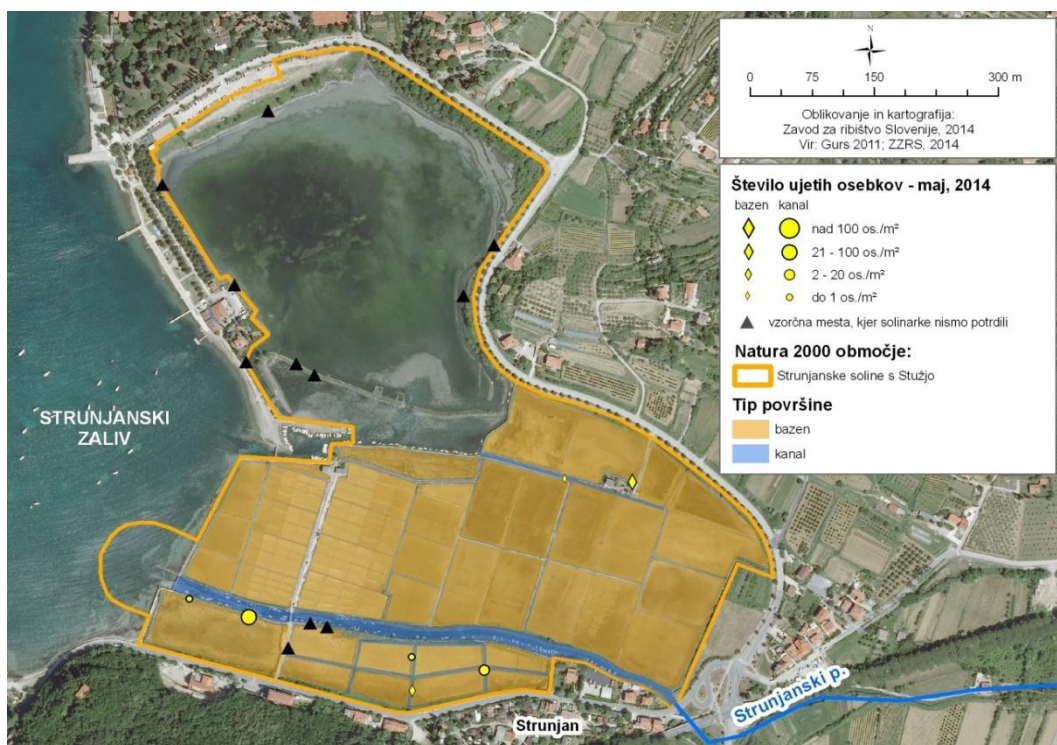 N
0 75 150 300 m
Oblikovanje in kartografija:
Zavod za ribištvo Slovenije, 2014
Vir: Gurs 2011; ZZRS, 2014
Število ujetih osebkov - maj, 2014
bazen kanal
nad 100 os./m²
21 - 100 os./m²
2 - 20 os./m²
do 1 os./m²
vzorčna mesta, kjer solinarke nismo potrdili
Natura 2000 območje:
Strunjanske soline s Stužjo
Tip površine
bazen
kanal
STRUNJANSKI
ZALIV
Strunjanski p.
Strunjan